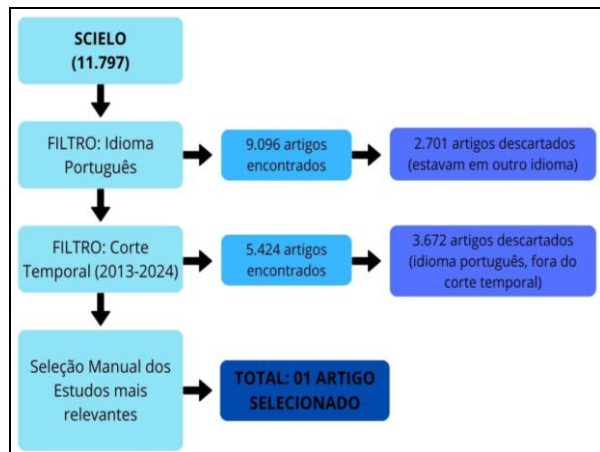 SCIELO
(11.797)
FILTRO: Idioma
Português
9.096 artigos
encontrados
2.701 artigos descartados
(estavam em outro idioma)
FILTRO: Corte
Temporal (2013-2024)
5.424 artigos
encontrados
3.672 artigos descartados
(idioma português, fora do
corte temporal)
Seleção Manual dos
Estudos mais
relevantes
TOTAL: 01 ARTIGO
SELECIONADO